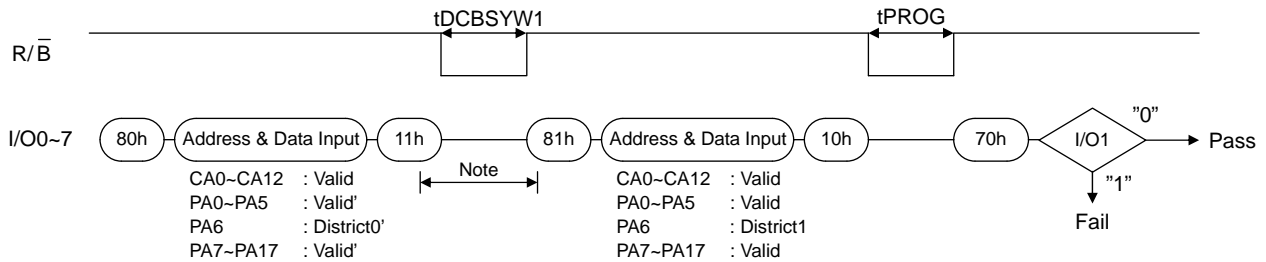 tDCBSYW1 tPROG
R/B̅
I/O0~7 80h Address & Data Input 11h 81h Address & Data Input 10h 70h I/O1 "0" Pass
Note
"1"
Fail
CA0~CA12 : Valid
PA0~PA5 : Valid'
PA6 : District0'
PA7~PA17 : Valid'
CA0~CA12 : Valid
PA0~PA5 : Valid
PA6 : District1
PA7~PA17 : Valid